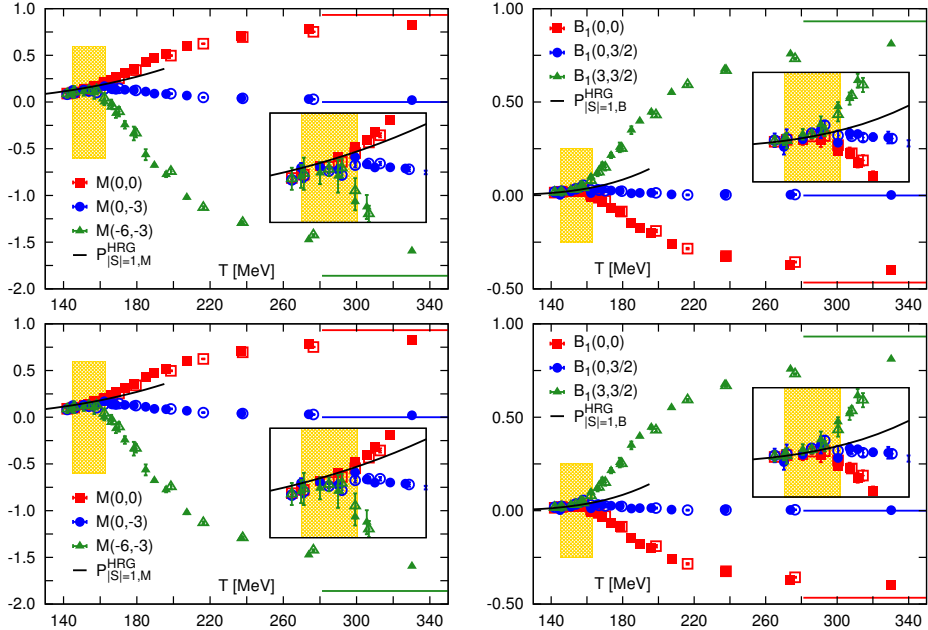 1.0
0.5
0.0
-0.5
-1.0
-1.5
-2.0
M(0,0)
M(0,-3)
M(-6,-3)
P^HRG_|S|=1,M
T [MeV]
140 180 220 260 300 340
1.00
0.50
0.00
-0.50
B₁(0,0)
B₁(0,3/2)
B₁(3,3/2)
P^HRG_|S|=1,B
T [MeV]
140 180 220 260 300 340
1.0
0.5
0.0
-0.5
-1.0
-1.5
-2.0
M(0,0)
M(0,-3)
M(-6,-3)
P^HRG_|S|=1,M
T [MeV]
140 180 220 260 300 340
1.00
0.50
0.00
-0.50
B₁(0,0)
B₁(0,3/2)
B₁(3,3/2)
P^HRG_|S|=1,B
T [MeV]
140 180 220 260 300 340